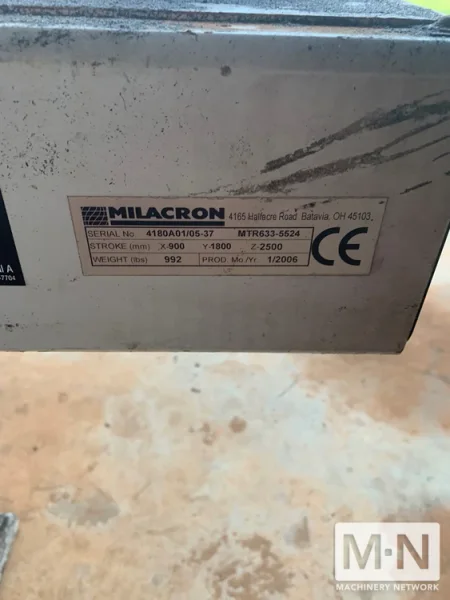 MILACRON 4165 Halfacre Road Batavia, OH 45103
SERIAL No. 4180A01/05-37 MTR633-5524
STROKE (mm) X-900 Y-1800 Z-2500
WEIGHT (lbs) 992 PROD. Mo./Yr. 1/2006
CE
A
-7704
M·N
MACHINERY NETWORK